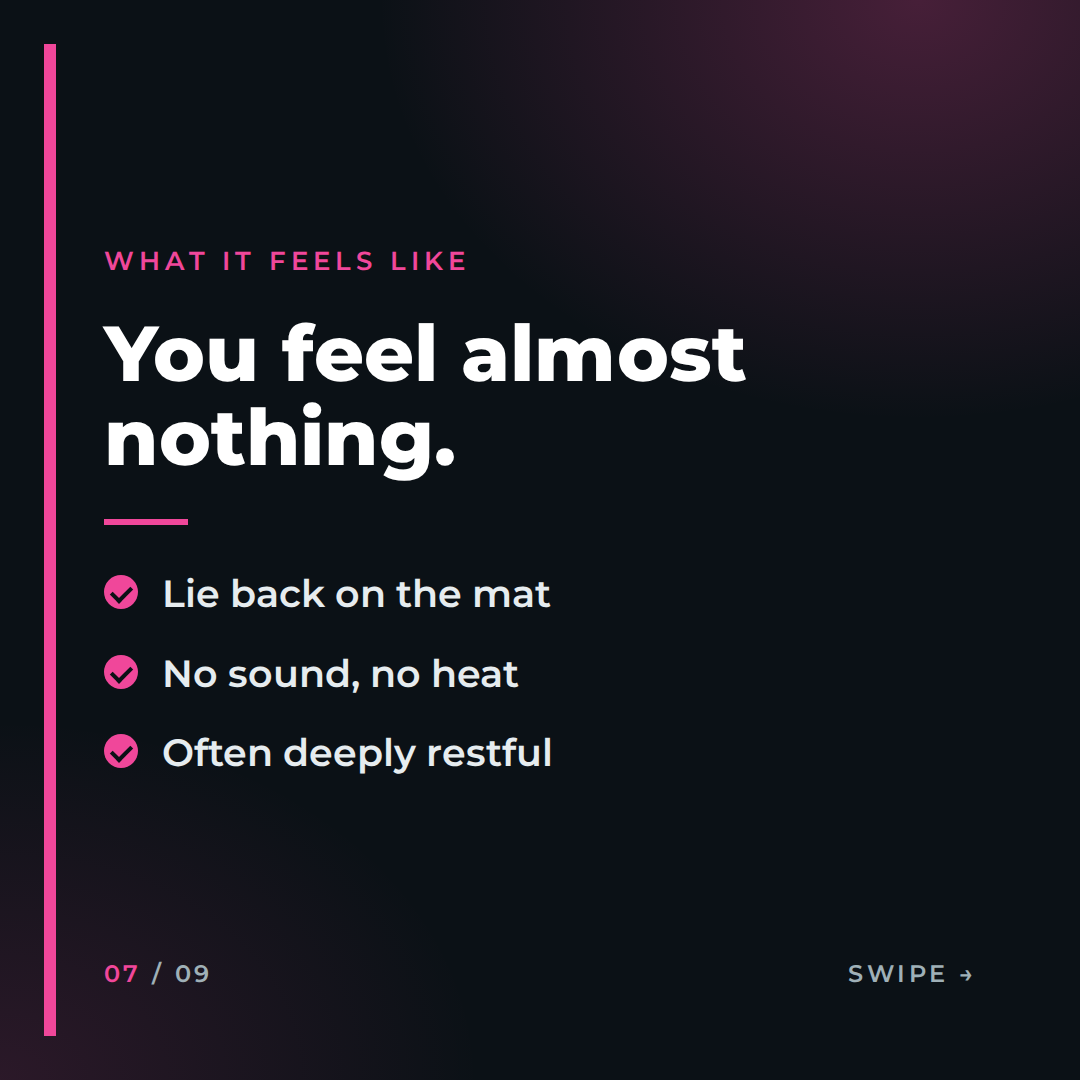 WHAT IT FEELS LIKE
You feel almost
nothing.
Lie back on the mat
No sound, no heat
Often deeply restful
07 / 09
SWIPE →